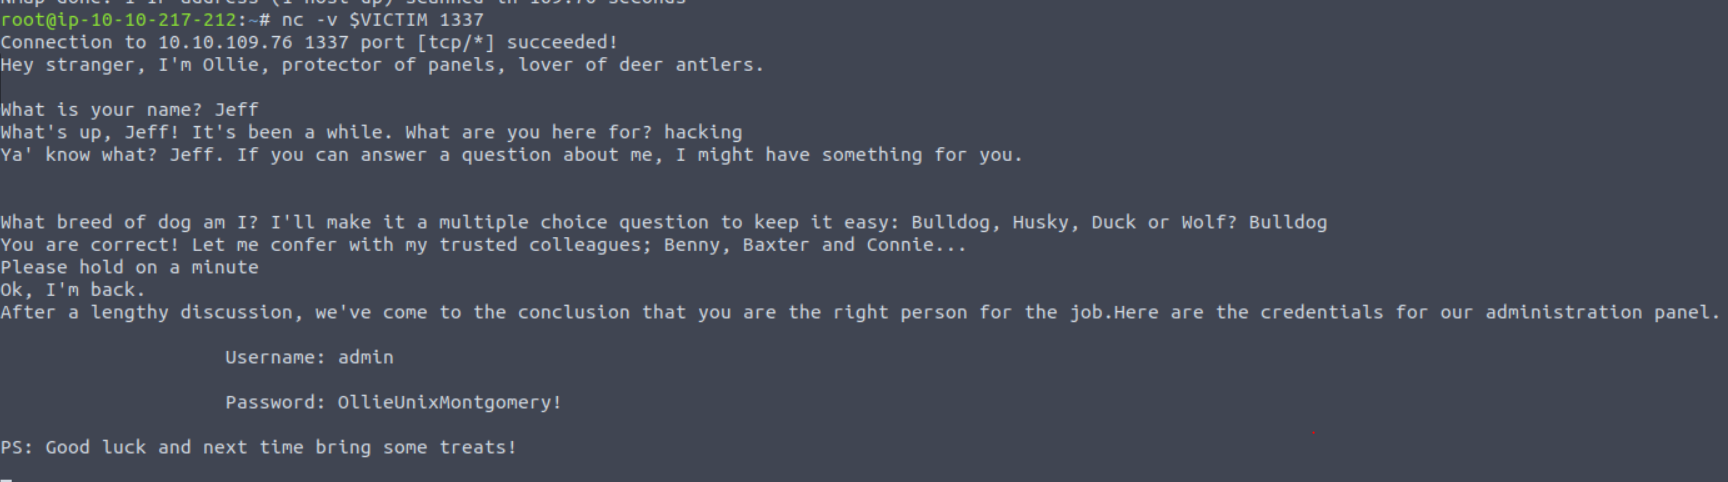 root@ip-10-10-217-212:~# nc -v $VICTIM 1337
Connection to 10.10.109.76 1337 port [tcp/*] succeeded!
Hey stranger, I'm Ollie, protector of panels, lover of deer antlers.
What is your name? Jeff
What's up, Jeff! It's been a while. What are you here for? hacking
Ya' know what? Jeff. If you can answer a question about me, I might have something for you.
What breed of dog am I? I'll make it a multiple choice question to keep it easy: Bulldog, Husky, Duck or Wolf? Bulldog
You are correct! Let me confer with my trusted colleagues; Benny, Baxter and Connie...
Please hold on a minute
Ok, I'm back.
After a lengthy discussion, we've come to the conclusion that you are the right person for the job.Here are the credentials for our administration panel.
Username: admin
Password: OllieUnixMontgomery!
PS: Good luck and next time bring some treats!